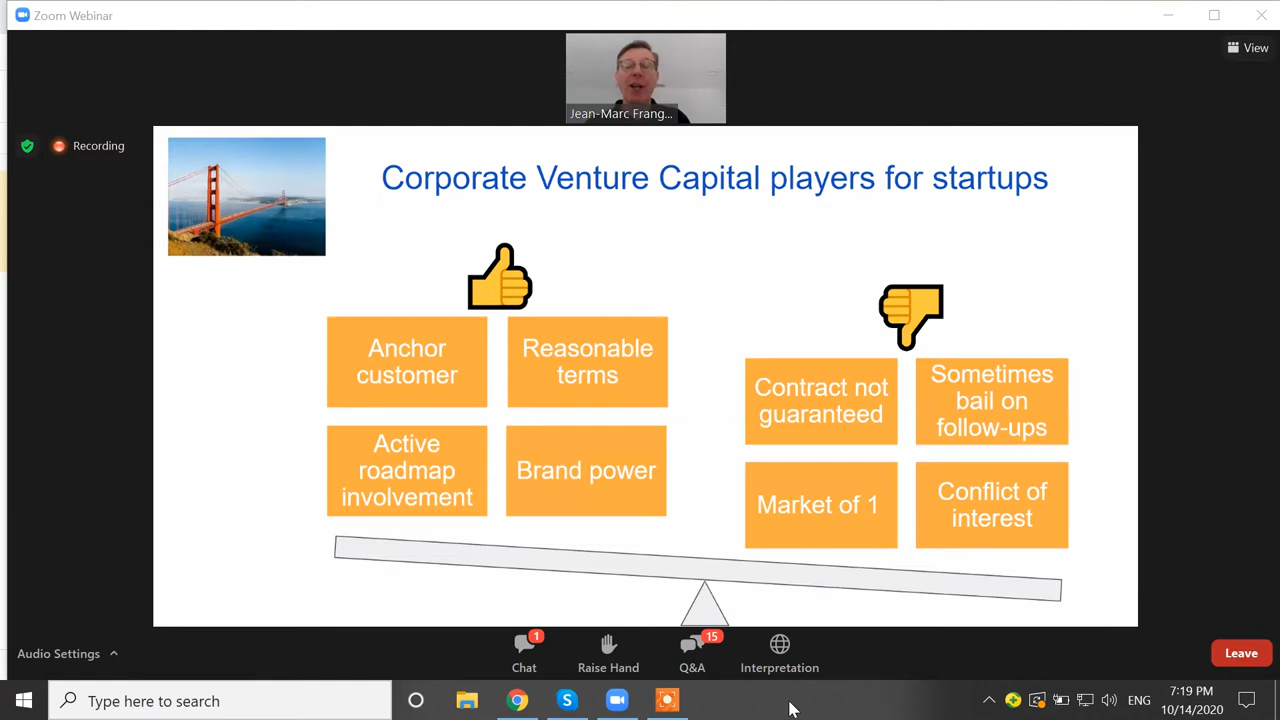 Zoom Webinar
View
Jean-Marc Frang...
Recording
Corporate Venture Capital players for startups
Anchor
customer
Reasonable
terms
Active
roadmap
involvement
Brand power
Contract not
guaranteed
Sometimes
bail on
follow-ups
Market of 1
Conflict of
interest
Audio Settings
1
Chat
Raise Hand
15
Q&A
Interpretation
Leave
Type here to search
ENG
7:19 PM
10/14/2020